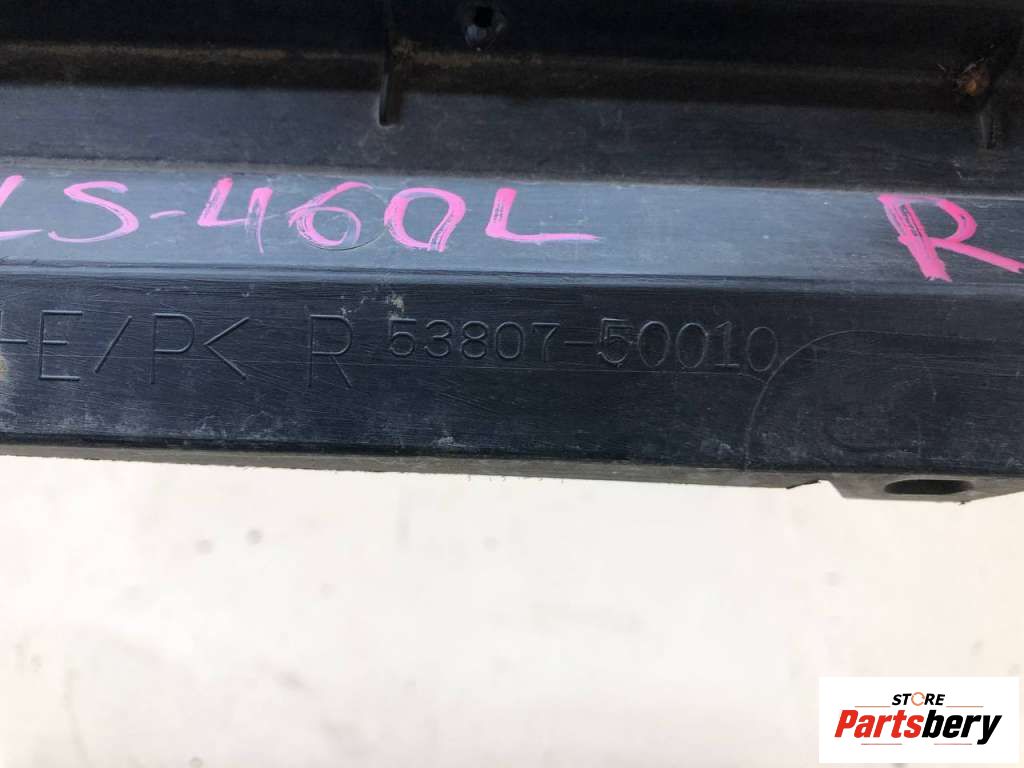 LS-460L R
+E/P< R 53807-50010
STORE
Partsbery